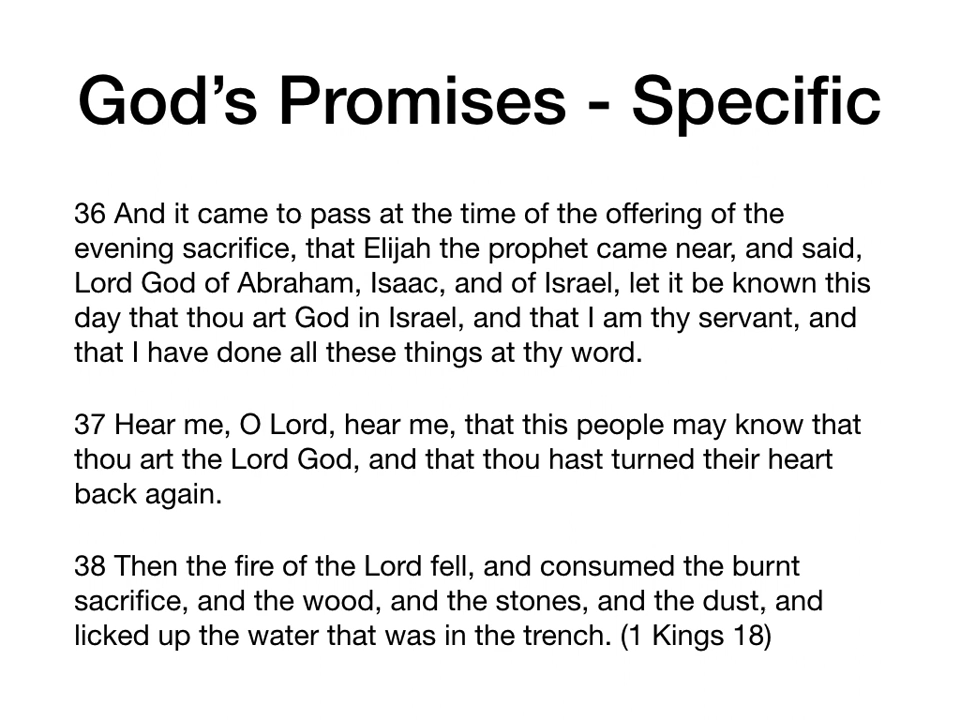 God’s Promises - Specific
36 And it came to pass at the time of the offering of the
evening sacrifice, that Elijah the prophet came near, and said,
Lord God of Abraham, Isaac, and of Israel, let it be known this
day that thou art God in Israel, and that I am thy servant, and
that I have done all these things at thy word.
37 Hear me, O Lord, hear me, that this people may know that
thou art the Lord God, and that thou hast turned their heart
back again.
38 Then the fire of the Lord fell, and consumed the burnt
sacrifice, and the wood, and the stones, and the dust, and
licked up the water that was in the trench. (1 Kings 18)